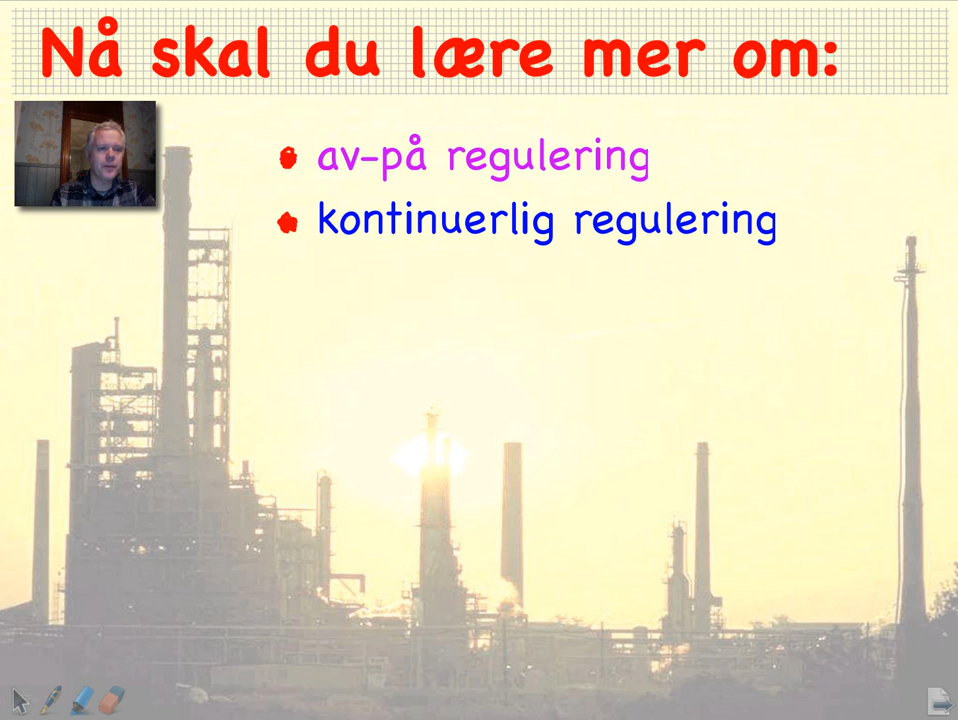 Nå skal du lære mer om:
av-på regulering
kontinuerlig regulering